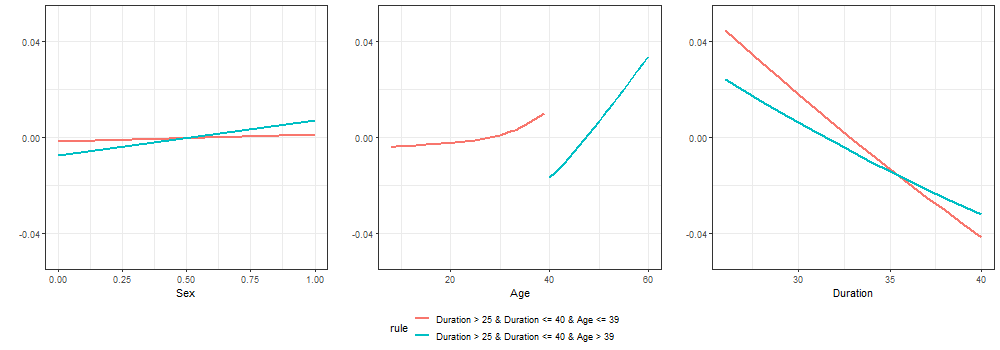 0.04 0.04 0.04
0.00 0.00 0.00
-0.04 -0.04 -0.04
0.00 0.25 0.50 0.75 1.00 20 40 60 30 35 40
Sex Age Duration
rule Duration > 25 & Duration <= 40 & Age <= 39
Duration > 25 & Duration <= 40 & Age > 39